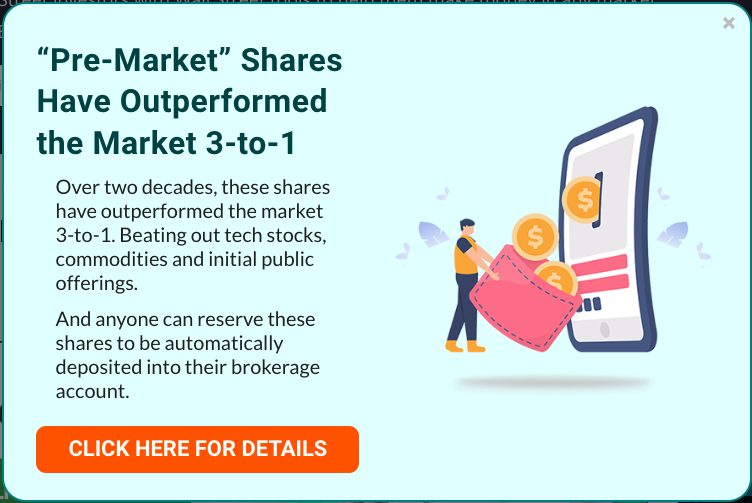 “Pre-Market” Shares
Have Outperformed
the Market 3-to-1
Over two decades, these shares
have outperformed the market
3-to-1. Beating out tech stocks,
commodities and initial public
offerings.
And anyone can reserve these
shares to be automatically
deposited into their brokerage
account.
CLICK HERE FOR DETAILS